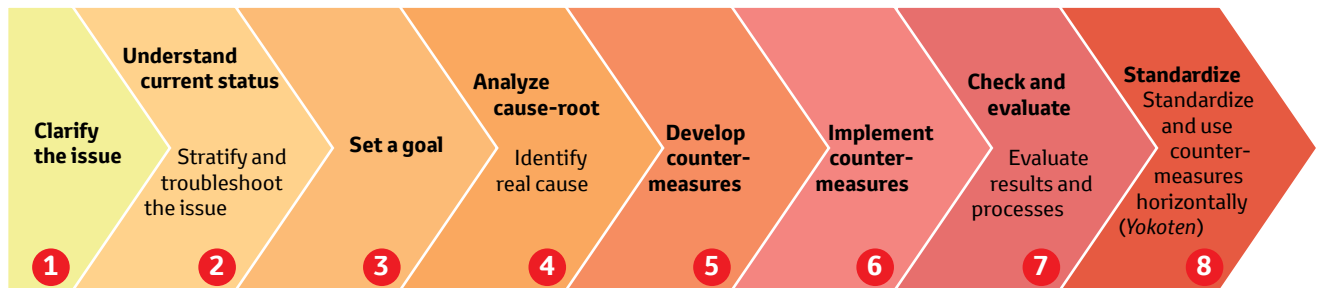 Clarify
the issue
1
Understand
current status
Stratify and
troubleshoot
the issue
2
Set a goal
3
Analyze
cause-root
Identify
real cause
4
Develop
counter-
measures
5
Implement
counter-
measures
6
Check and
evaluate
Evaluate
results and
processes
7
Standardize
Standardize
and use
counter-
measures
horizontally
(Yokoten)
8